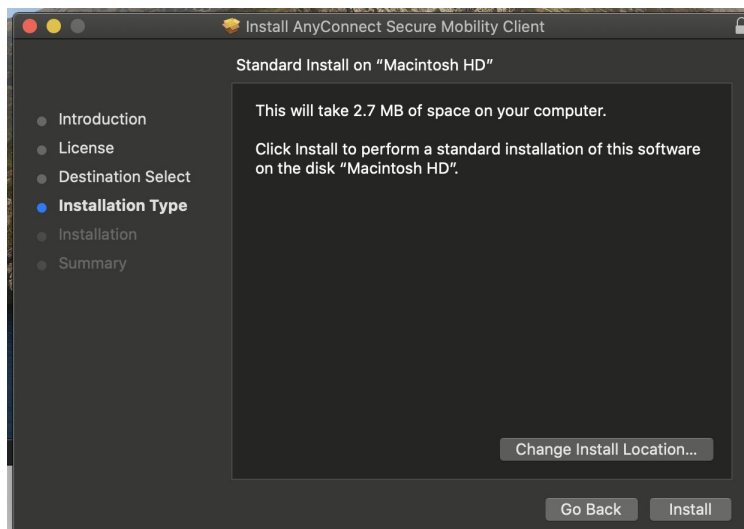 Install AnyConnect Secure Mobility Client
Standard Install on “Macintosh HD”
Introduction
License
Destination Select
Installation Type
Installation
Summary
This will take 2.7 MB of space on your computer.
Click Install to perform a standard installation of this software
on the disk “Macintosh HD”.
Change Install Location...
Go Back
Install